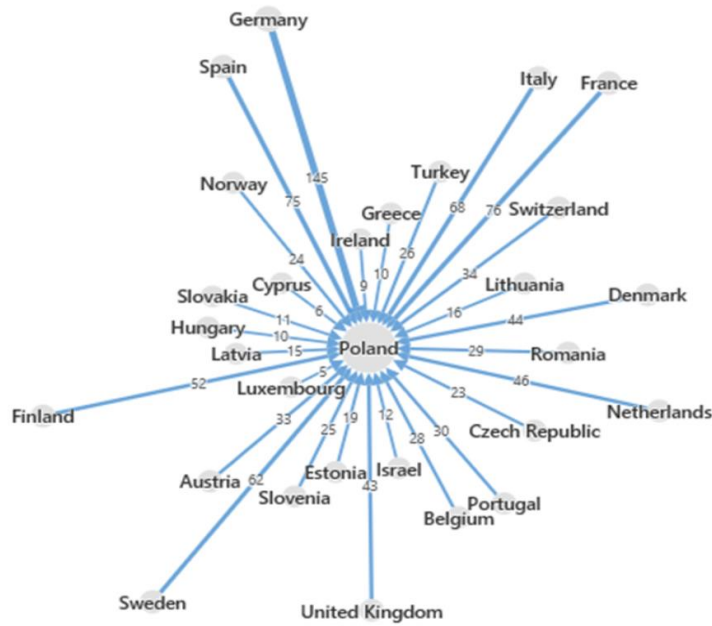 Germany
Spain
Italy
France
Turkey
145
Norway
75
68
76
Switzerland
Greece
Ireland
26
24
10
34
9
Cyprus
Lithuania
Slovakia
Denmark
6
16
11
44
Hungary
10
Poland
Latvia
15
29
Romania
5
52
46
Luxembourg
23
Finland
Netherlands
33
25
19
12
28
30
Czech Republic
Austria
62
Estonia
Israel
43
Slovenia
Portugal
Belgium
Sweden
United Kingdom